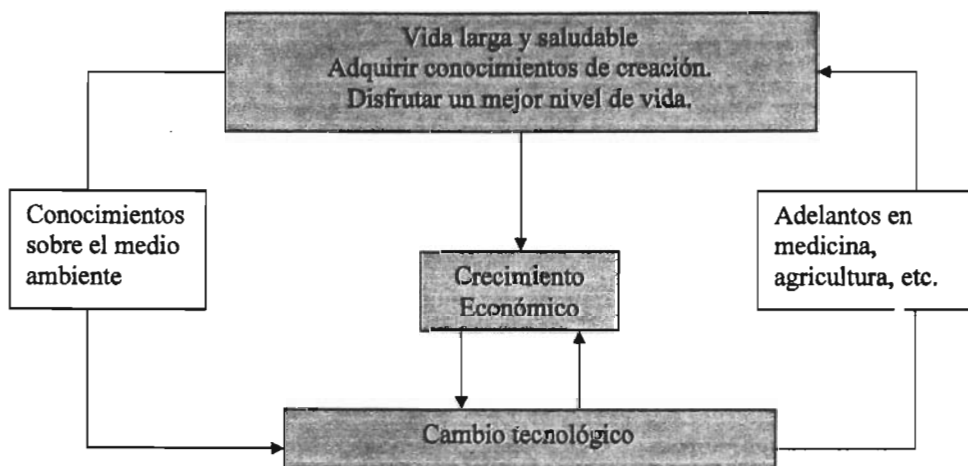 Vida larga y saludable
Adquirir conocimientos de creación.
Disfrutar un mejor nivel de vida.
Conocimientos
sobre el medio
ambiente
Adelantos en
medicina,
agricultura, etc.
Crecimiento
Económico
Cambio tecnológico